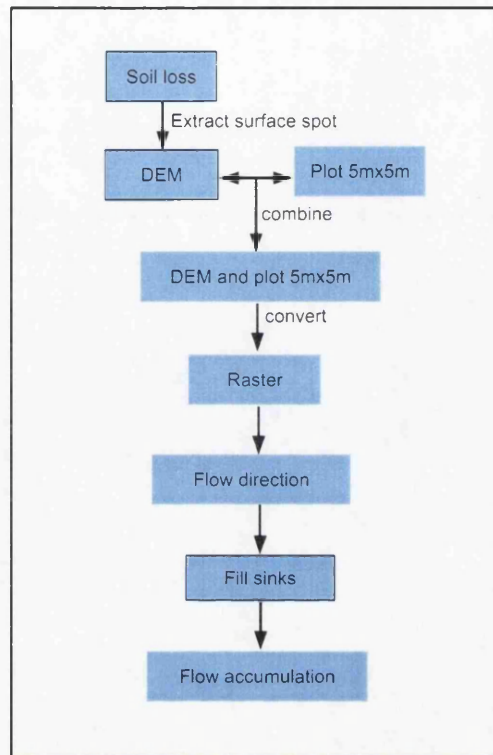 Soil loss
Extract surface spot
DEM
Plot 5mx5m
combine
DEM and plot 5mx5m
convert
Raster
Flow direction
Fill sinks
Flow accumulation